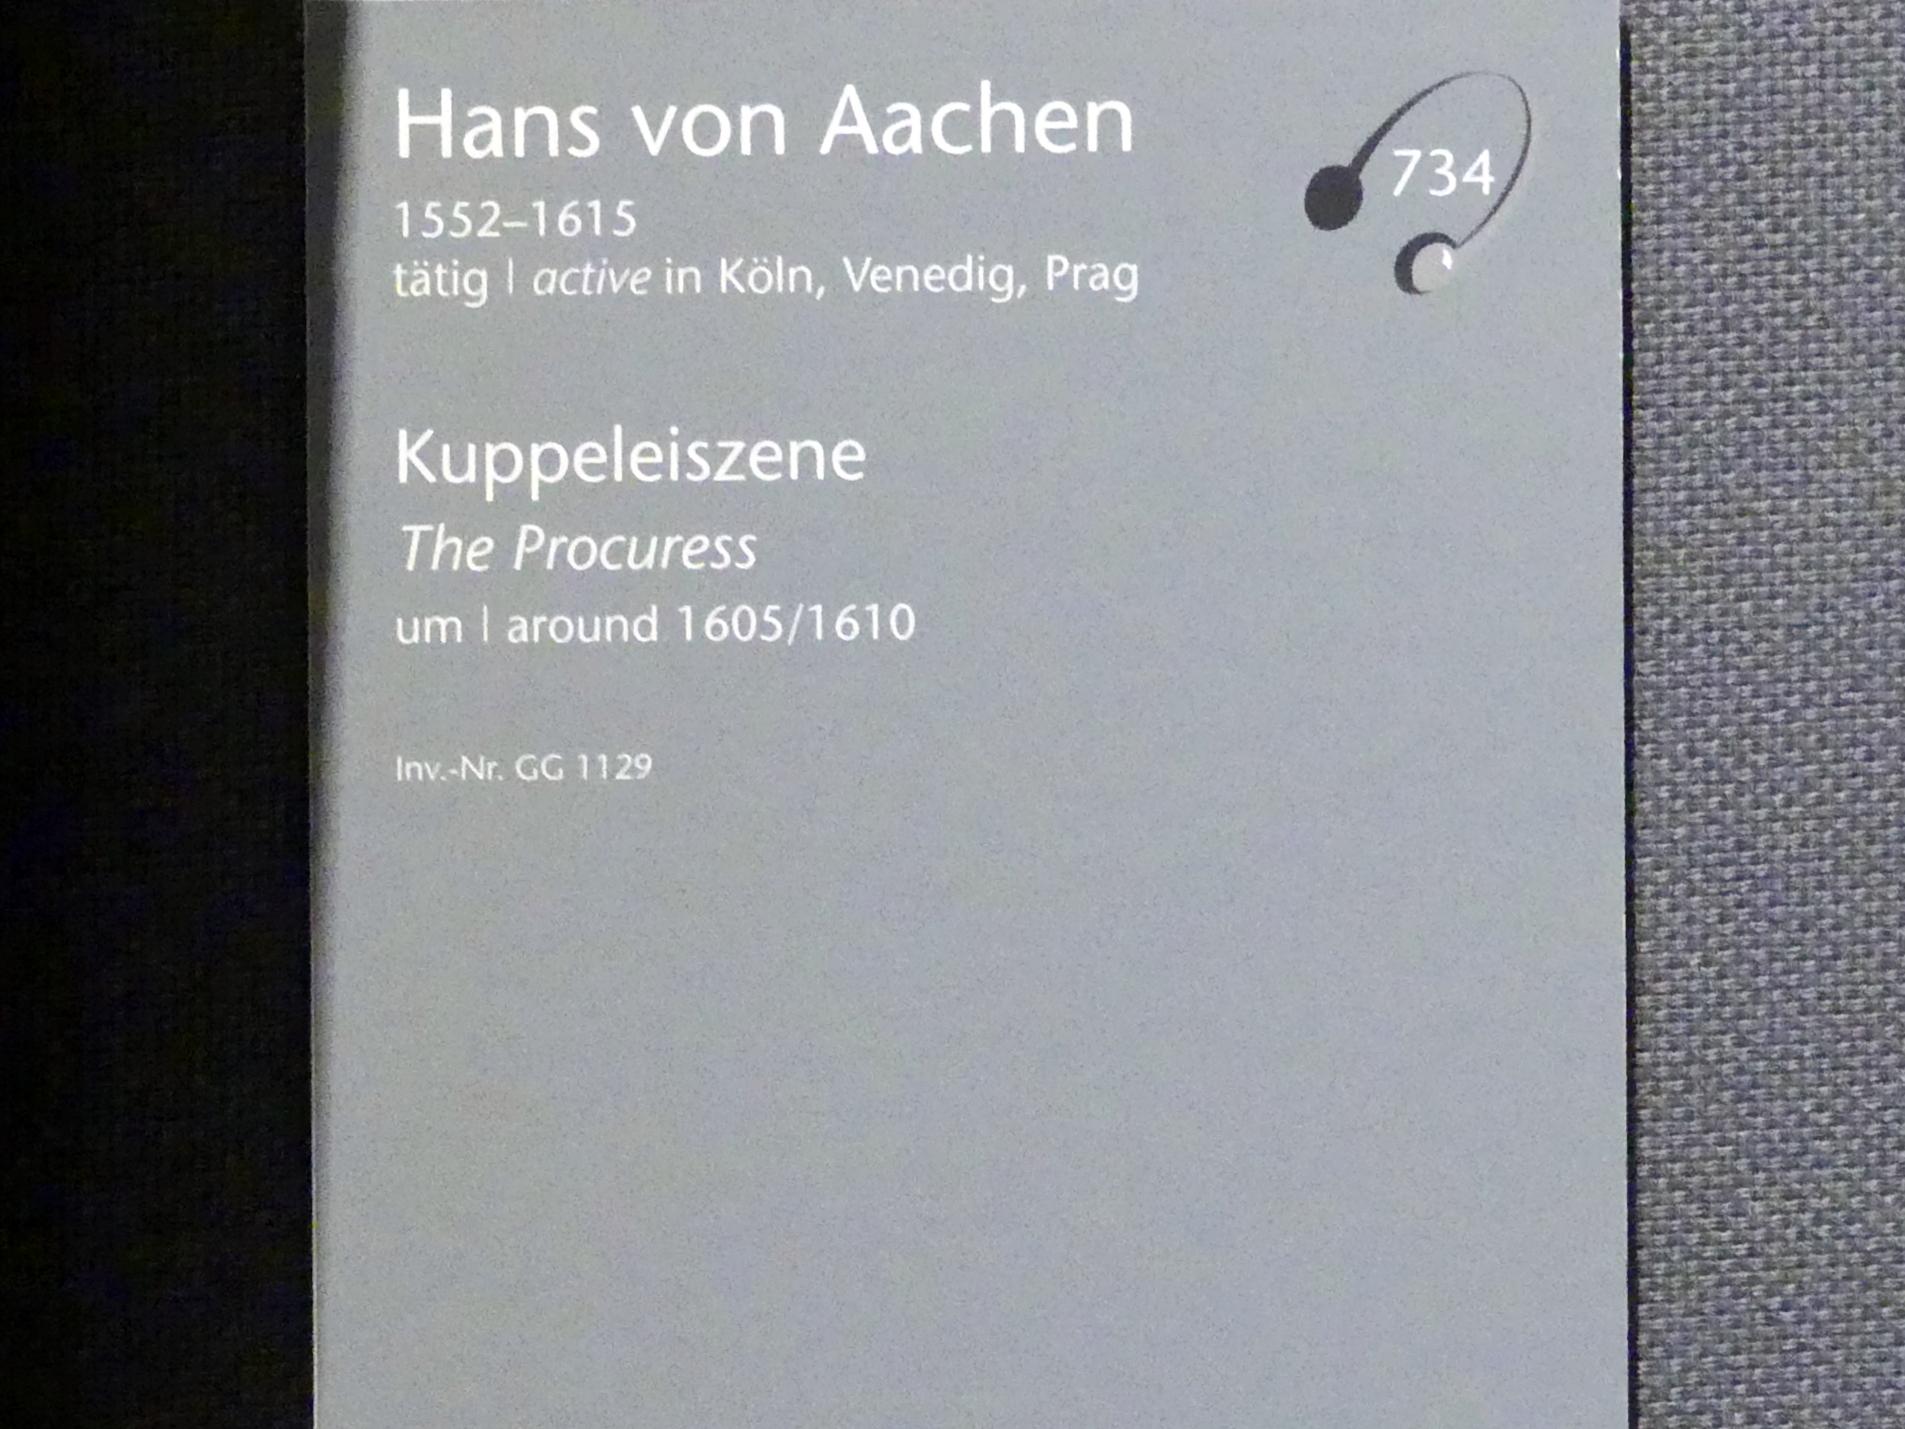 Hans von Aachen
734
1552–1615
tätig | active in Köln, Venedig, Prag
Kuppeleiszene
The Procuress
um | around 1605/1610
Inv.-Nr. GG 1129